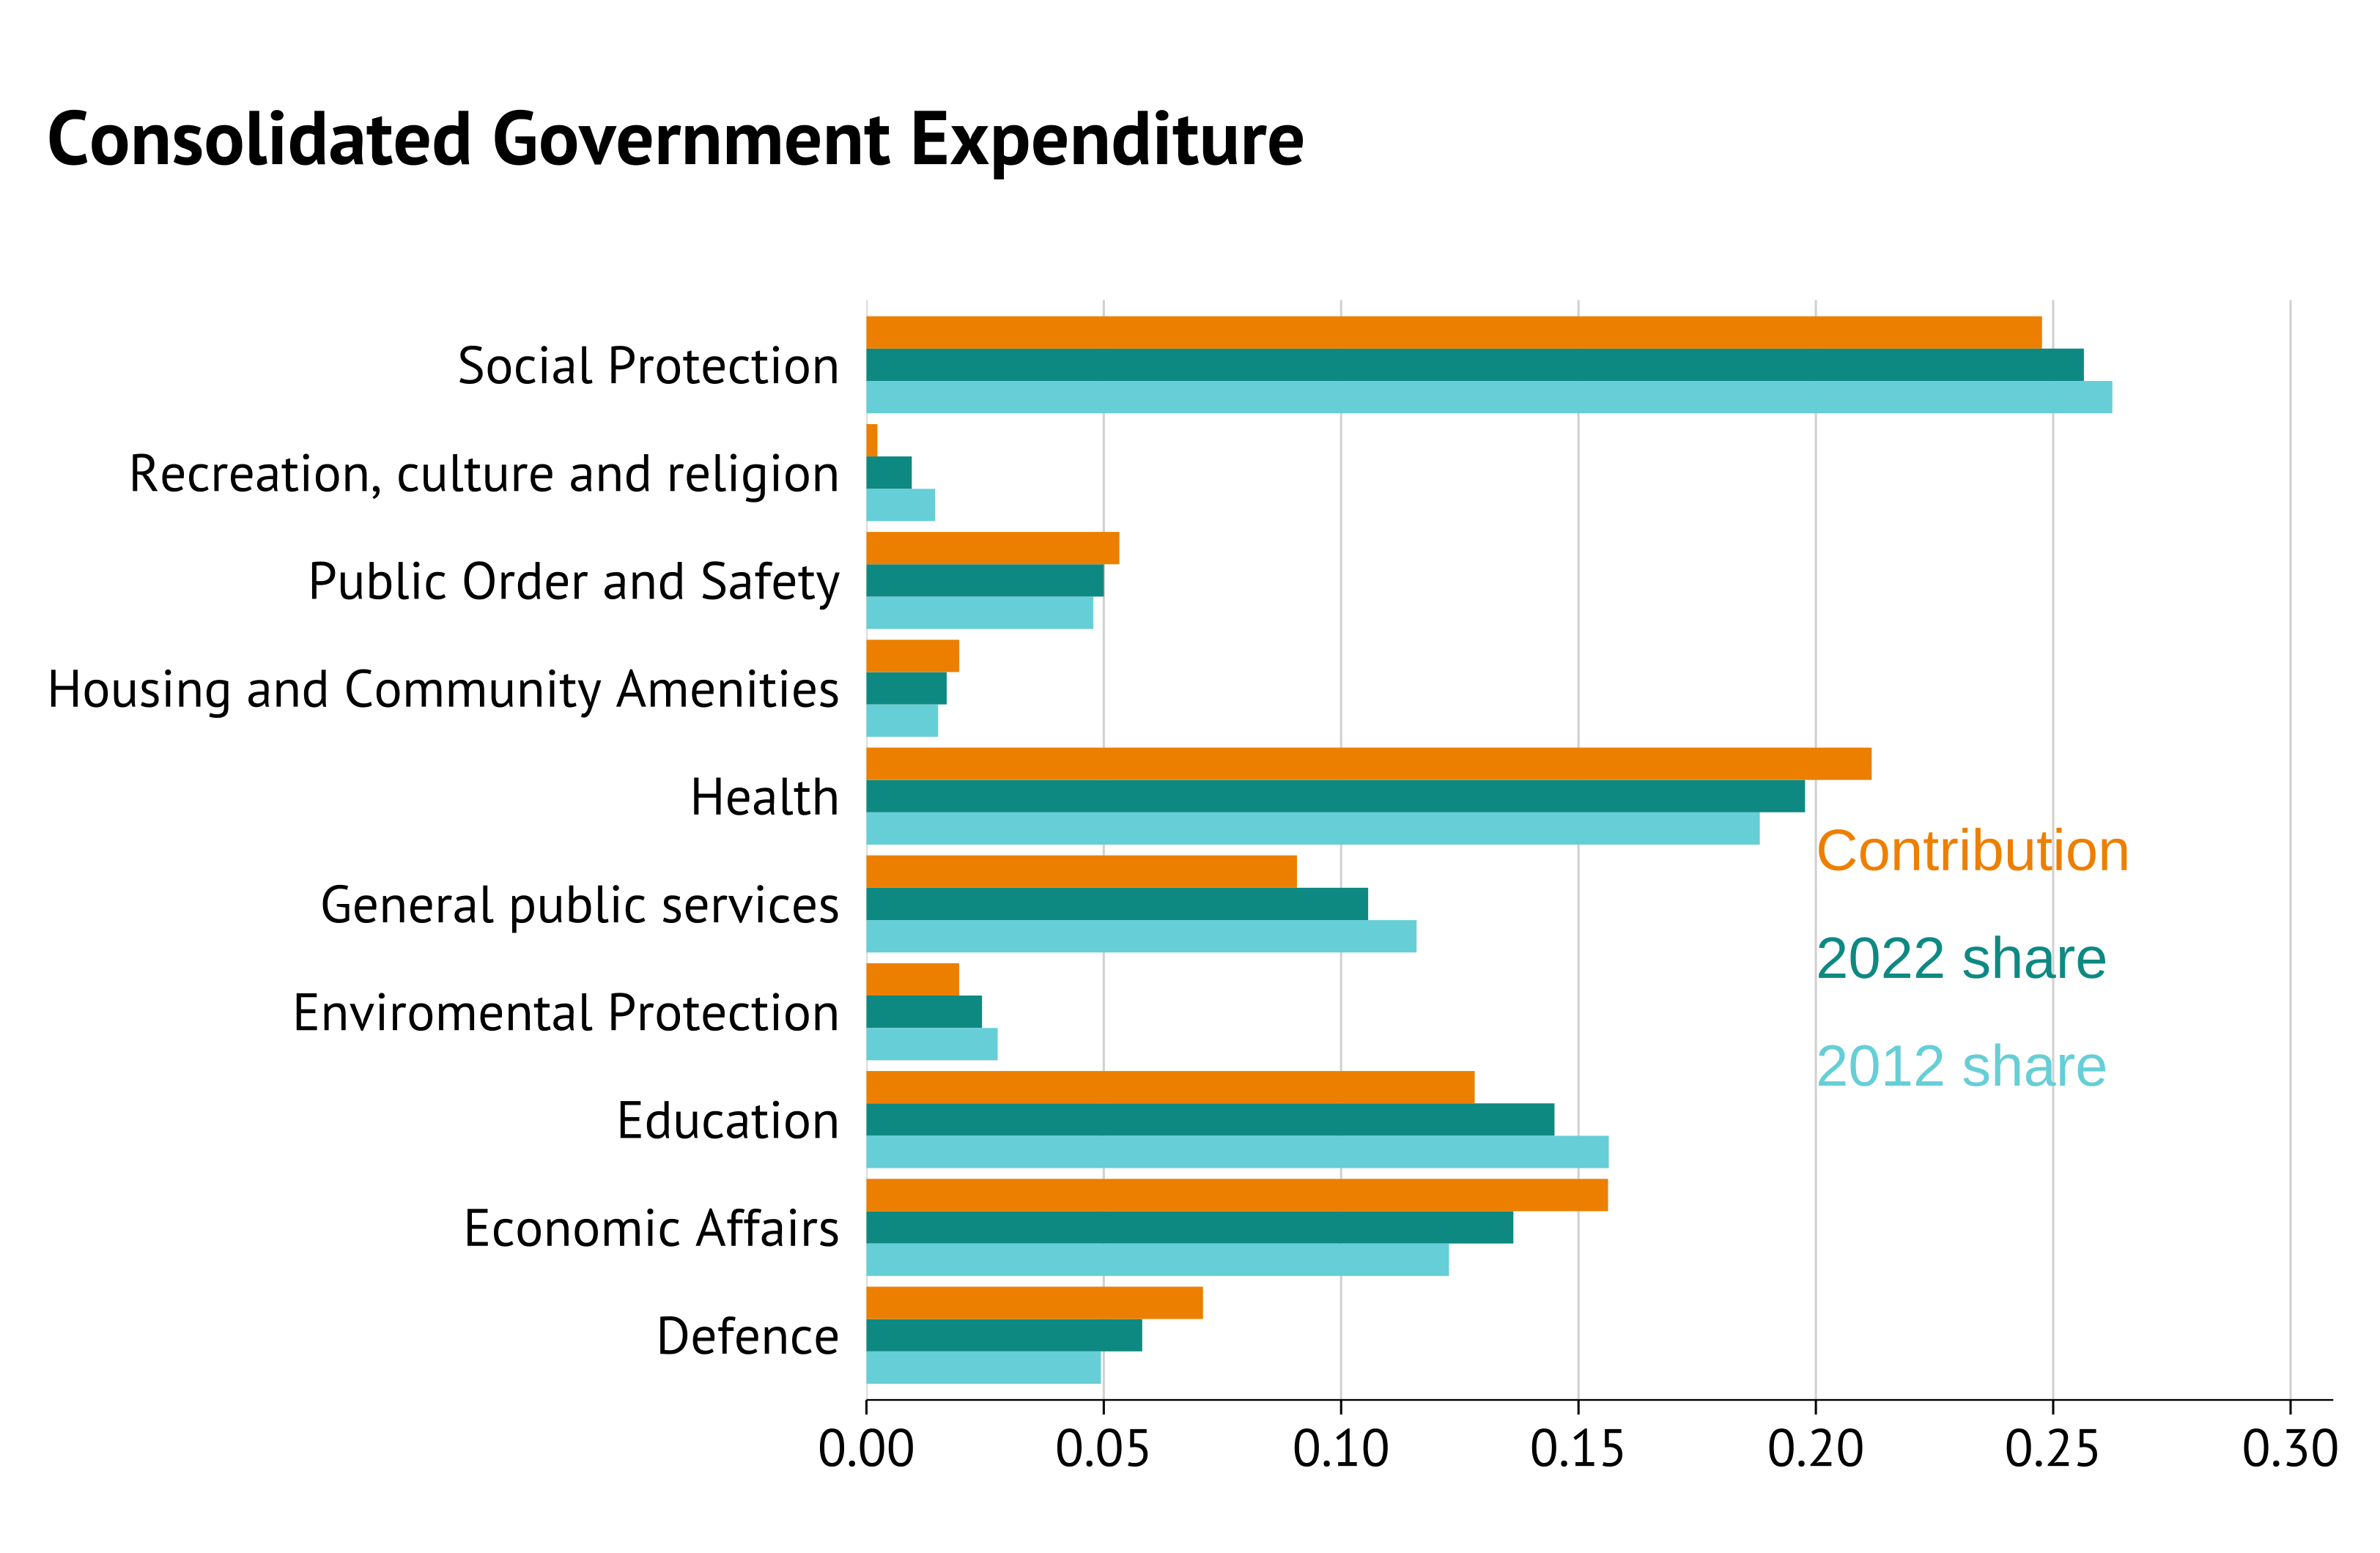 Consolidated Government Expenditure
Social Protection
Recreation, culture and religion
Public Order and Safety
Housing and Community Amenities
Health
Contribution
General public services
2022 share
Enviromental Protection
2012 share
Education
Economic Affairs
Defence
0.00 0.05 0.10 0.15 0.20 0.25 0.30